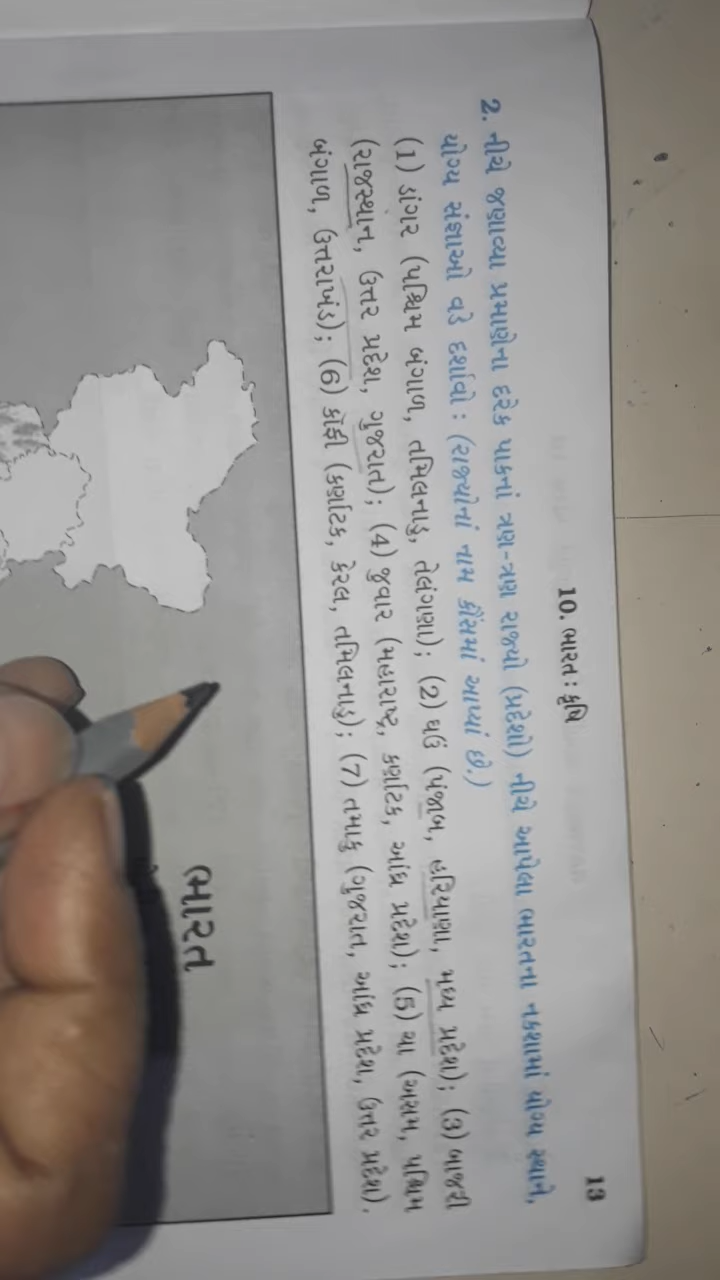 10. ભારત : કૃષિ
13
2. નીચે જણાવ્યા પ્રમાણેના દરેક પાકનાં ત્રણ-ત્રણ રાજ્યો (પ્રદેશો) નીચે આપેલા ભારતના નકશામાં યોગ્ય સ્થાને,
યોગ્ય સંજ્ઞાઓ વડે દર્શાવો : (રાજ્યોનાં નામ કૌંસમાં આપ્યાં છે.)
(1) ડાંગર (પશ્ચિમ બંગાળ, તમિલનાડુ, તેલંગણા); (2) ઘઉં (પંજાબ, હરિયાણા, મધ્ય પ્રદેશ); (3) બાજરી
(રાજસ્થાન, ઉત્તર પ્રદેશ, ગુજરાત); (4) જુવાર (મહારાષ્ટ્ર, કર્ણાટક, આંધ્ર પ્રદેશ); (5) ચા (અસમ, પશ્ચિમ
બંગાળ, ઉત્તરાખંડ); (6) કૉફી (કર્ણાટક, કેરલ, તમિલનાડુ); (7) તમાકુ (ગુજરાત, આંધ્ર પ્રદેશ, ઉત્તર પ્રદેશ).
ભારત